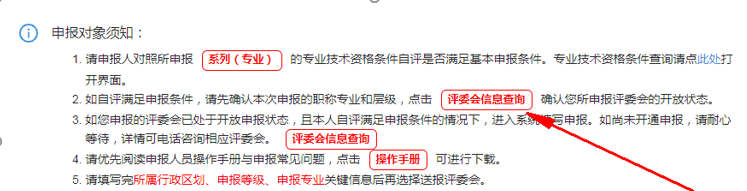 申报对象须知：
1. 请申报人对照所申报 系列（专业） 的专业技术资格条件自评是否满足基本申报条件。专业技术资格条件查询请点此处打
开界面。
2. 如自评满足申报条件，请先确认本次申报的职称专业和层级，点击 评委会信息查询 确认您所申报评委会的开放状态。
3. 如您申报的评委会已处于开放申报状态，且本人自评满足申报条件的情况下，进入系统填写申报。如尚未开通申报，请耐心
等待，详情可电话咨询相应评委会。 评委会信息查询
4. 请优先阅读申报人员操作手册与申报常见问题，点击 操作手册 可进行下载。
5. 请填写完所属行政区划、申报等级、申报专业关键信息后再选择送报评委会。